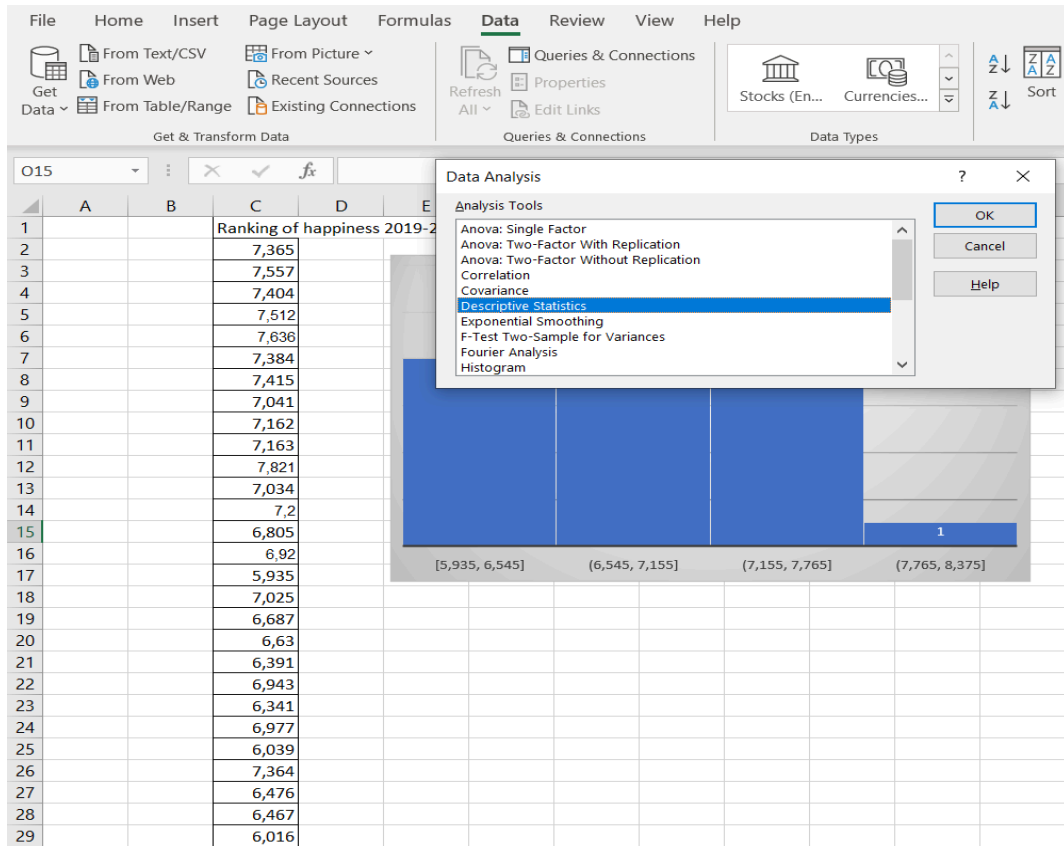 File Home Insert Page Layout Formulas Data Review View Help
Get Data
From Text/CSV
From Web
From Table/Range
From Picture
Recent Sources
Existing Connections
Get & Transform Data
Refresh All
Queries & Connections
Properties
Edit Links
Queries & Connections
Stocks (En... Currencies...
Data Types
Sort
O15 fx
Data Analysis ? ×
Analysis Tools
Anova: Single Factor
Anova: Two-Factor With Replication
Anova: Two-Factor Without Replication
Correlation
Covariance
Descriptive Statistics
Exponential Smoothing
F-Test Two-Sample for Variances
Fourier Analysis
Histogram
OK
Cancel
Help
A B C D E
1 Ranking of happiness 2019-2
2 7,365
3 7,557
4 7,404
5 7,512
6 7,636
7 7,384
8 7,415
9 7,041
10 7,162
11 7,163
12 7,821
13 7,034
14 7,2
15 6,805
16 6,92
17 5,935
18 7,025
19 6,687
20 6,63
21 6,391
22 6,943
23 6,341
24 6,977
25 6,039
26 7,364
27 6,476
28 6,467
29 6,016
1
[5,935, 6,545] (6,545, 7,155] (7,155, 7,765] (7,765, 8,375]